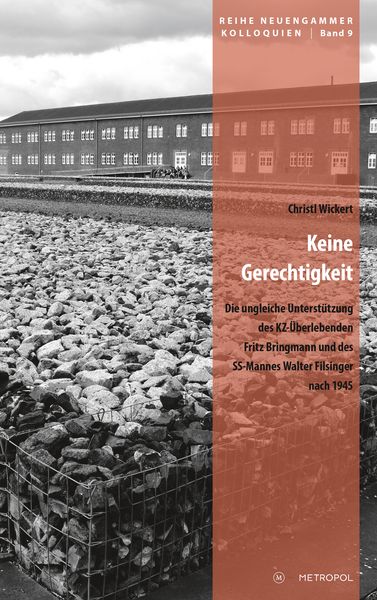 REIHE NEUENGAMMER
KOLLOQUIEN | Band 9
Christl Wickert
Keine
Gerechtigkeit
Die ungleiche Unterstützung
des KZ-Überlebenden
Fritz Bringmann und des
SS-Mannes Walter Filsinger
nach 1945
M METROPOL